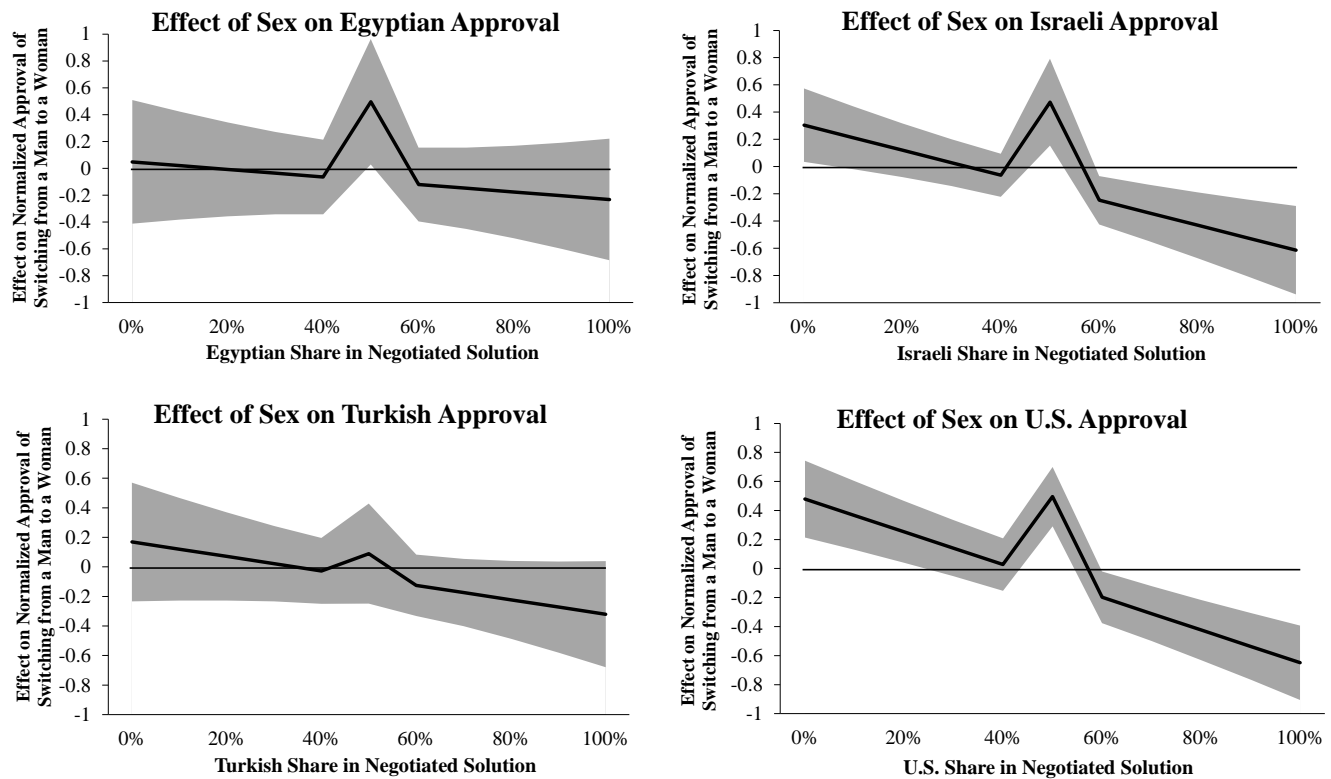 Effect of Sex on Egyptian Approval
Effect on Normalized Approval of
Switching from a Man to a Woman
1
0.8
0.6
0.4
0.2
0
-0.2
-0.4
-0.6
-0.8
-1
0% 20% 40% 60% 80% 100%
Egyptian Share in Negotiated Solution
Effect of Sex on Israeli Approval
Effect on Normalized Approval of
Switching from a Man to a Woman
1
0.8
0.6
0.4
0.2
0
-0.2
-0.4
-0.6
-0.8
-1
0% 20% 40% 60% 80% 100%
Israeli Share in Negotiated Solution
Effect of Sex on Turkish Approval
Effect on Normalized Approval of
Switching from a Man to a Woman
1
0.8
0.6
0.4
0.2
0
-0.2
-0.4
-0.6
-0.8
-1
0% 20% 40% 60% 80% 100%
Turkish Share in Negotiated Solution
Effect of Sex on U.S. Approval
Effect on Normalized Approval of
Switching from a Man to a Woman
1
0.8
0.6
0.4
0.2
0
-0.2
-0.4
-0.6
-0.8
-1
0% 20% 40% 60% 80% 100%
U.S. Share in Negotiated Solution